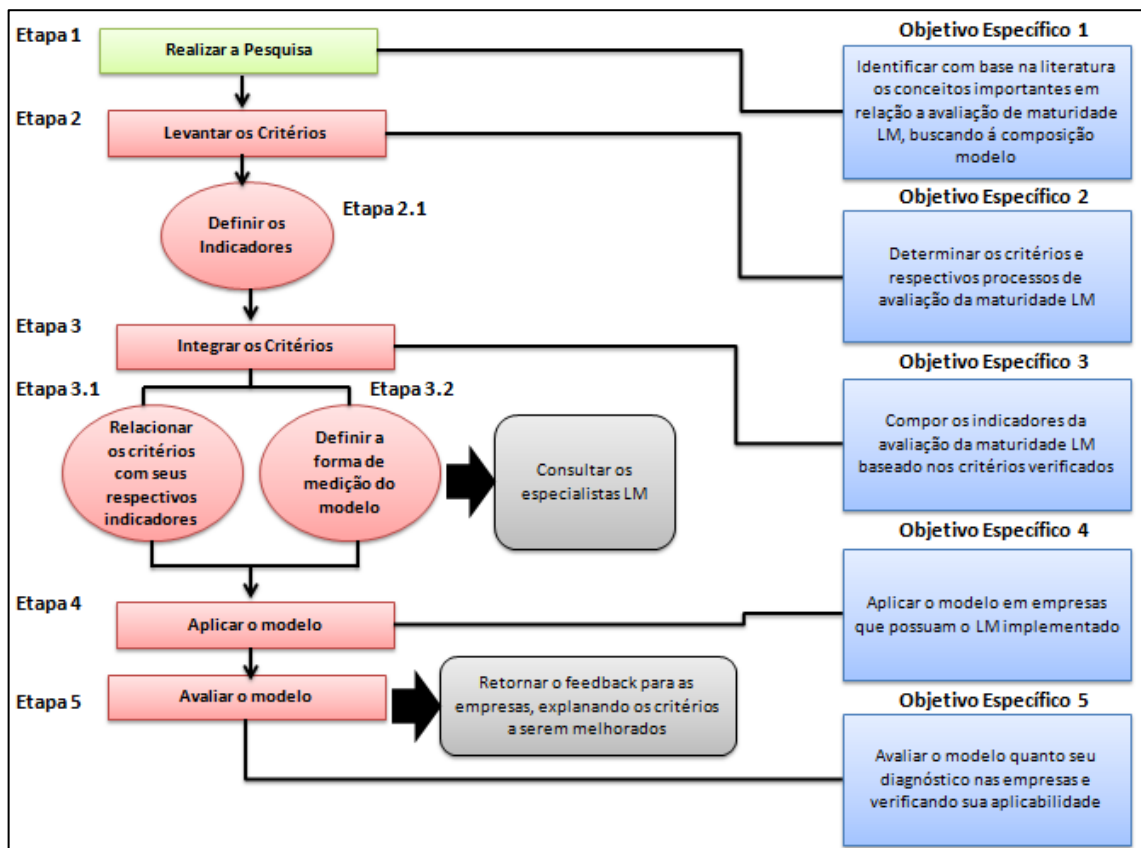 Etapa 1
Realizar a Pesquisa
Objetivo Específico 1
Identificar com base na literatura
os conceitos importantes em
relação a avaliação de maturidade
LM, buscando á composição
modelo
Etapa 2
Levantar os Critérios
Etapa 2.1
Definir os
Indicadores
Objetivo Específico 2
Determinar os critérios e
respectivos processos de
avaliação da maturidade LM
Etapa 3
Integrar os Critérios
Objetivo Específico 3
Compor os indicadores da
avaliação da maturidade LM
baseado nos critérios verificados
Etapa 3.1
Relacionar
os critérios
com seus
respectivos
indicadores
Etapa 3.2
Definir a
forma de
medição do
modelo
Consultar os
especialistas LM
Objetivo Específico 4
Aplicar o modelo em empresas
que possuam o LM implementado
Etapa 4
Aplicar o modelo
Etapa 5
Avaliar o modelo
Retornar o feedback para as
empresas, explanando os critérios
a serem melhorados
Objetivo Específico 5
Avaliar o modelo quanto seu
diagnóstico nas empresas e
verificando sua aplicabilidade